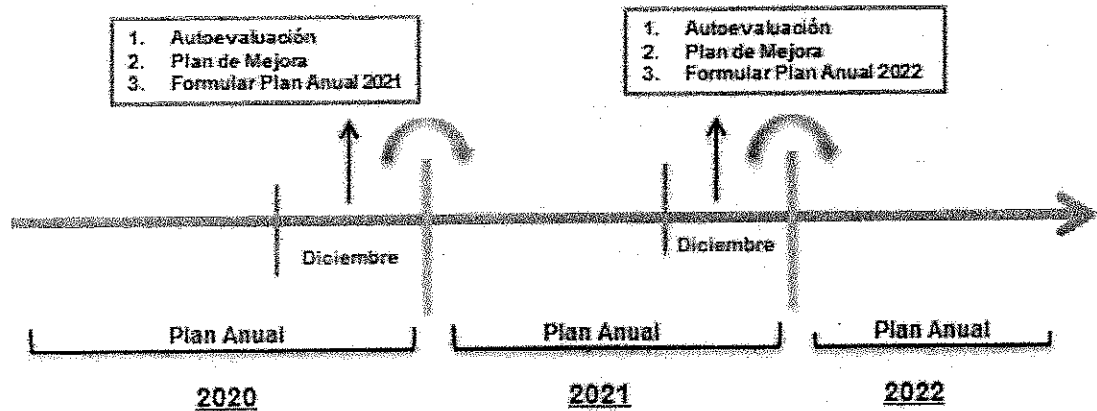 1. Autoevaluación
2. Plan de Mejora
3. Formular Plan Anual 2021
1. Autoevaluación
2. Plan de Mejora
3. Formular Plan Anual 2022
Diciembre
Diciembre
Plan Anual
Plan Anual
Plan Anual
2020
2021
2022